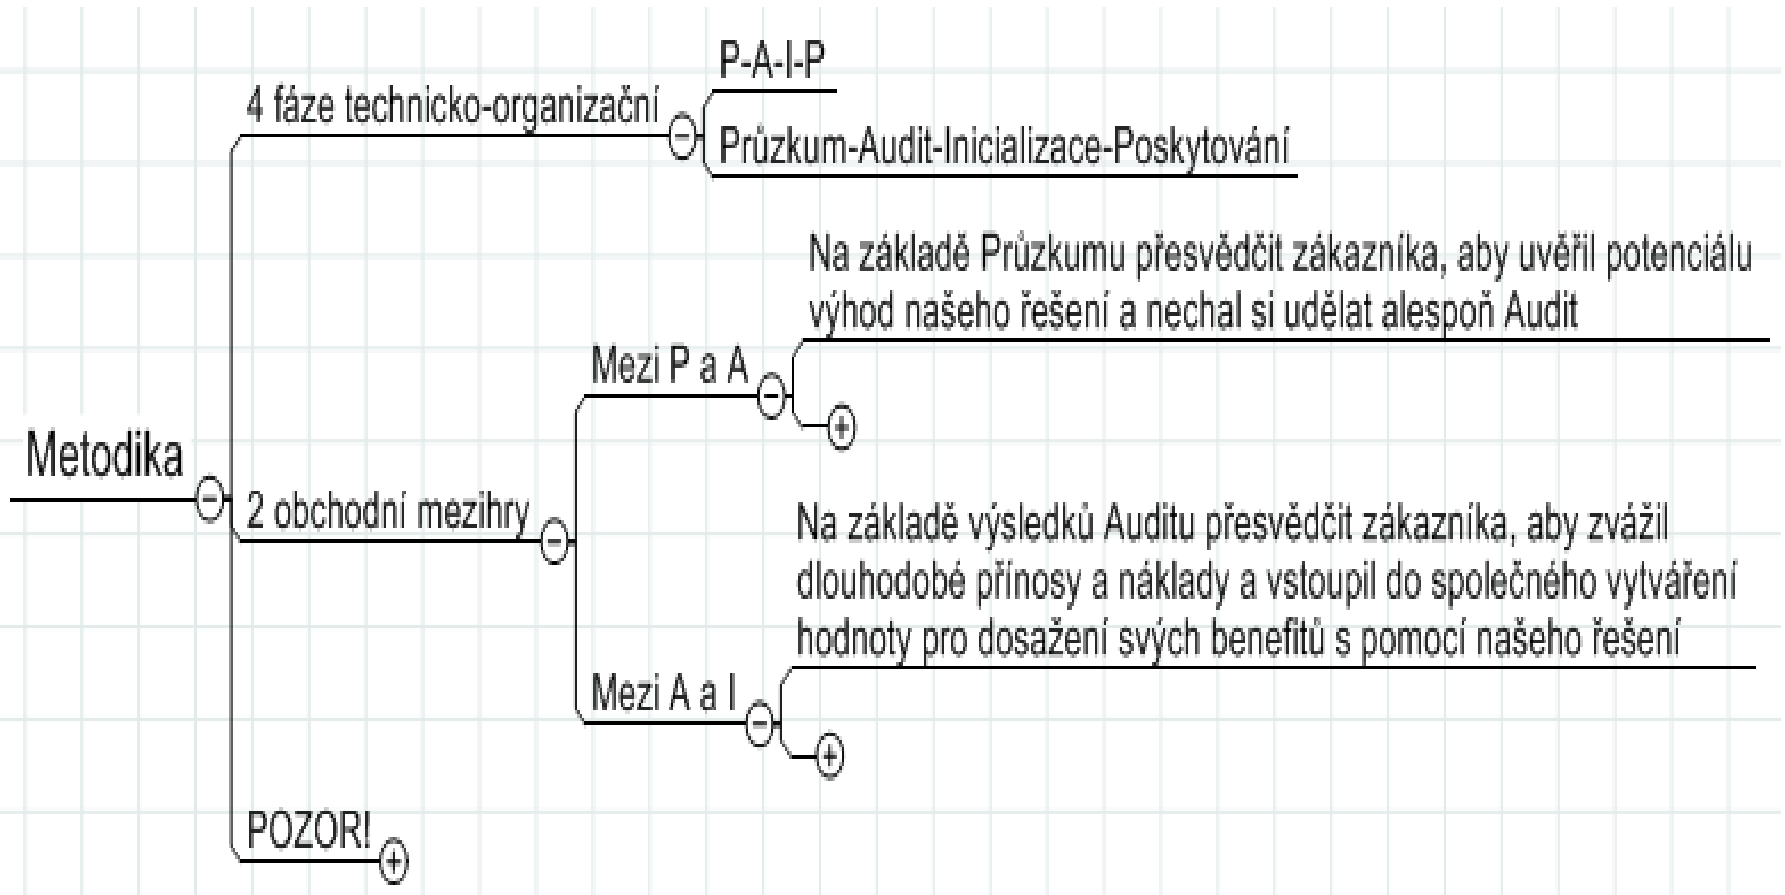 P-A-I-P
4 fáze technicko-organizační
Průzkum-Audit-Inicializace-Poskytování
Na základě Průzkumu přesvědčit zákazníka, aby uvěřil potenciálu
výhod našeho řešení a nechal si udělat alespoň Audit
Mezi P a A
Metodika
2 obchodní mezihry
Na základě výsledků Auditu přesvědčit zákazníka, aby zvážil
dlouhodobé přínosy a náklady a vstoupil do společného vytváření
hodnoty pro dosažení svých benefitů s pomocí našeho řešení
Mezi A a I
POZOR!